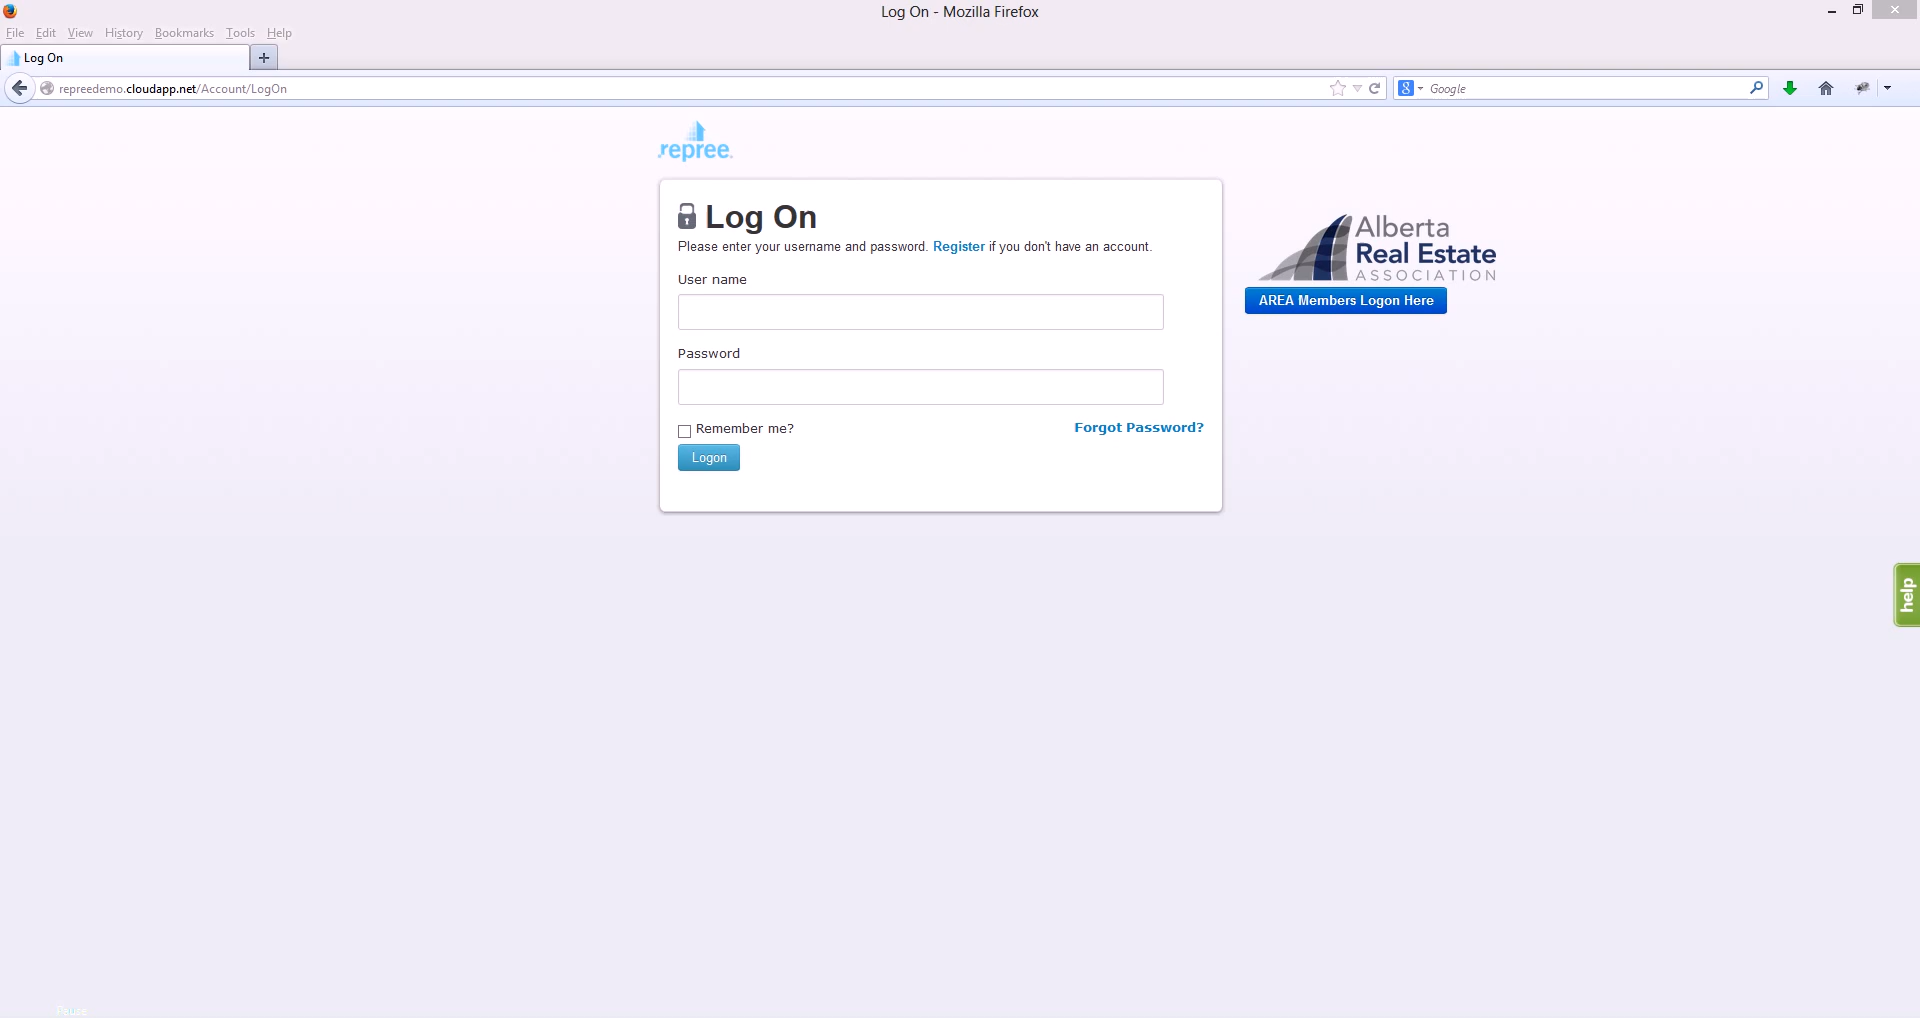 Log On - Mozilla Firefox
File Edit View History Bookmarks Tools Help
Log On
repreedemo.cloudapp.net/Account/LogOn
Google
repree.
Log On
Please enter your username and password. Register if you don't have an account.
User name
Password
Remember me?
Forgot Password?
Logon
Alberta
Real Estate
ASSOCIATION
AREA Members Logon Here
help
Pause